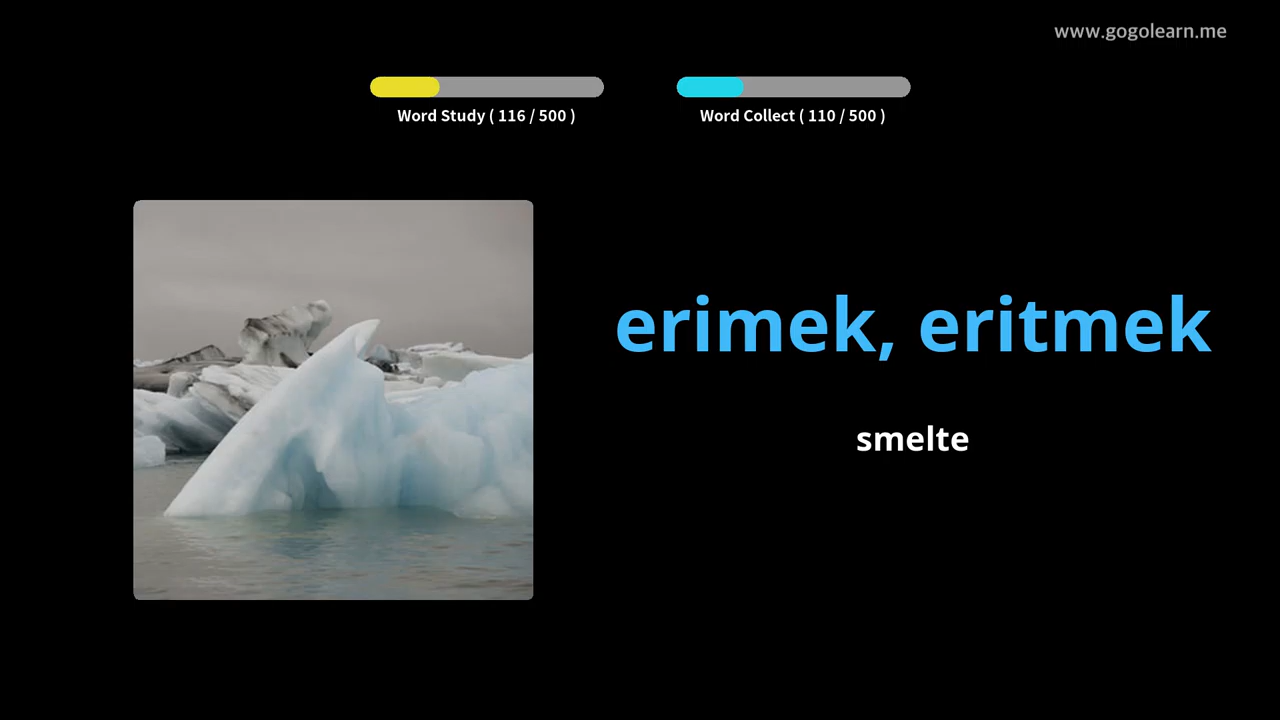 www.gogolearn.me
Word Study ( 116 / 500 )
Word Collect ( 110 / 500 )
erimek, eritmek
smelte